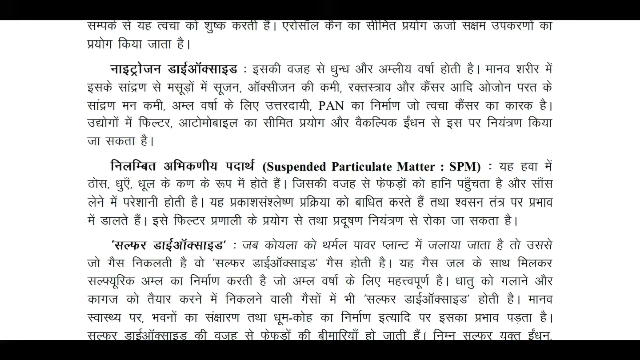 सम्पर्क से यह त्वचा को शुष्क करती है। एरोसॉल कैन का सीमित प्रयोग ऊर्जा सक्षम उपकरणों का
प्रयोग किया जाता है।
नाइट्रोजन डाईऑक्साइड : इसकी वजह से धुन्ध और अम्लीय वर्षा होती है। मानव शरीर में
इसके सांद्रण से मसूड़ों में सूजन, ऑक्सीजन की कमी, रक्तस्त्राव और कैंसर आदि ओजोन परत के
सांद्रण मन कमी, अम्ल वर्षा के लिए उत्तरदायी, PAN का निर्माण जो त्वचा कैंसर का कारक है।
उद्योगों में फिल्टर, आटोमोबाइल का सीमित प्रयोग और वैकल्पिक ईंधन से इस पर नियंत्रण किया
जा सकता है।
निलम्बित अभिकणीय पदार्थ (Suspended Particulate Matter : SPM) : यह हवा में
ठोस, धुएँ, धूल के कण के रूप में होते हैं। जिसकी वजह से फेफड़ों को हानि पहुँचता है और साँस
लेने में परेशानी होती है। यह प्रकाशसंश्लेष्ण प्रक्रिया को बाधित करते हैं तथा श्वसन तंत्र पर प्रभाव
में डालते हैं। इसे फिल्टर प्रणाली के प्रयोग से तथा प्रदूषण नियंत्रण से रोका जा सकता है।
'सल्फर डाईऑक्साइड' : जब कोयला को थर्मल पावर प्लान्ट में जलाया जाता है तो उससे
जो गैस निकलती है वो 'सल्फर डाईऑक्साइड' गैस होती है। यह गैस जल के साथ मिलकर
सल्फ्यूरिक अम्ल का निर्माण करती है जो अम्ल वर्षा के लिए महत्त्वपूर्ण है। धातु को गलाने और
कागज को तैयार करने में निकलने वाली गैसों में भी 'सल्फर डाईऑक्साइड' होती है। मानव
स्वास्थ्य पर, भवनों का संक्षारण तथा धूम-कोह का निर्माण इत्यादि पर इसका प्रभाव पड़ता है।
सल्फर डाईऑक्साइड की वजह से फेफड़ों की बीमारियाँ हो जाती हैं। निम्न सल्फर युक्त ईंधन,